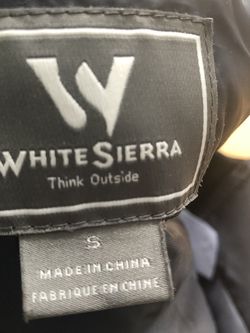 W
WHITE SIERRA
Think Outside
S
MADE IN CHINA
FABRIQUE EN CHINE